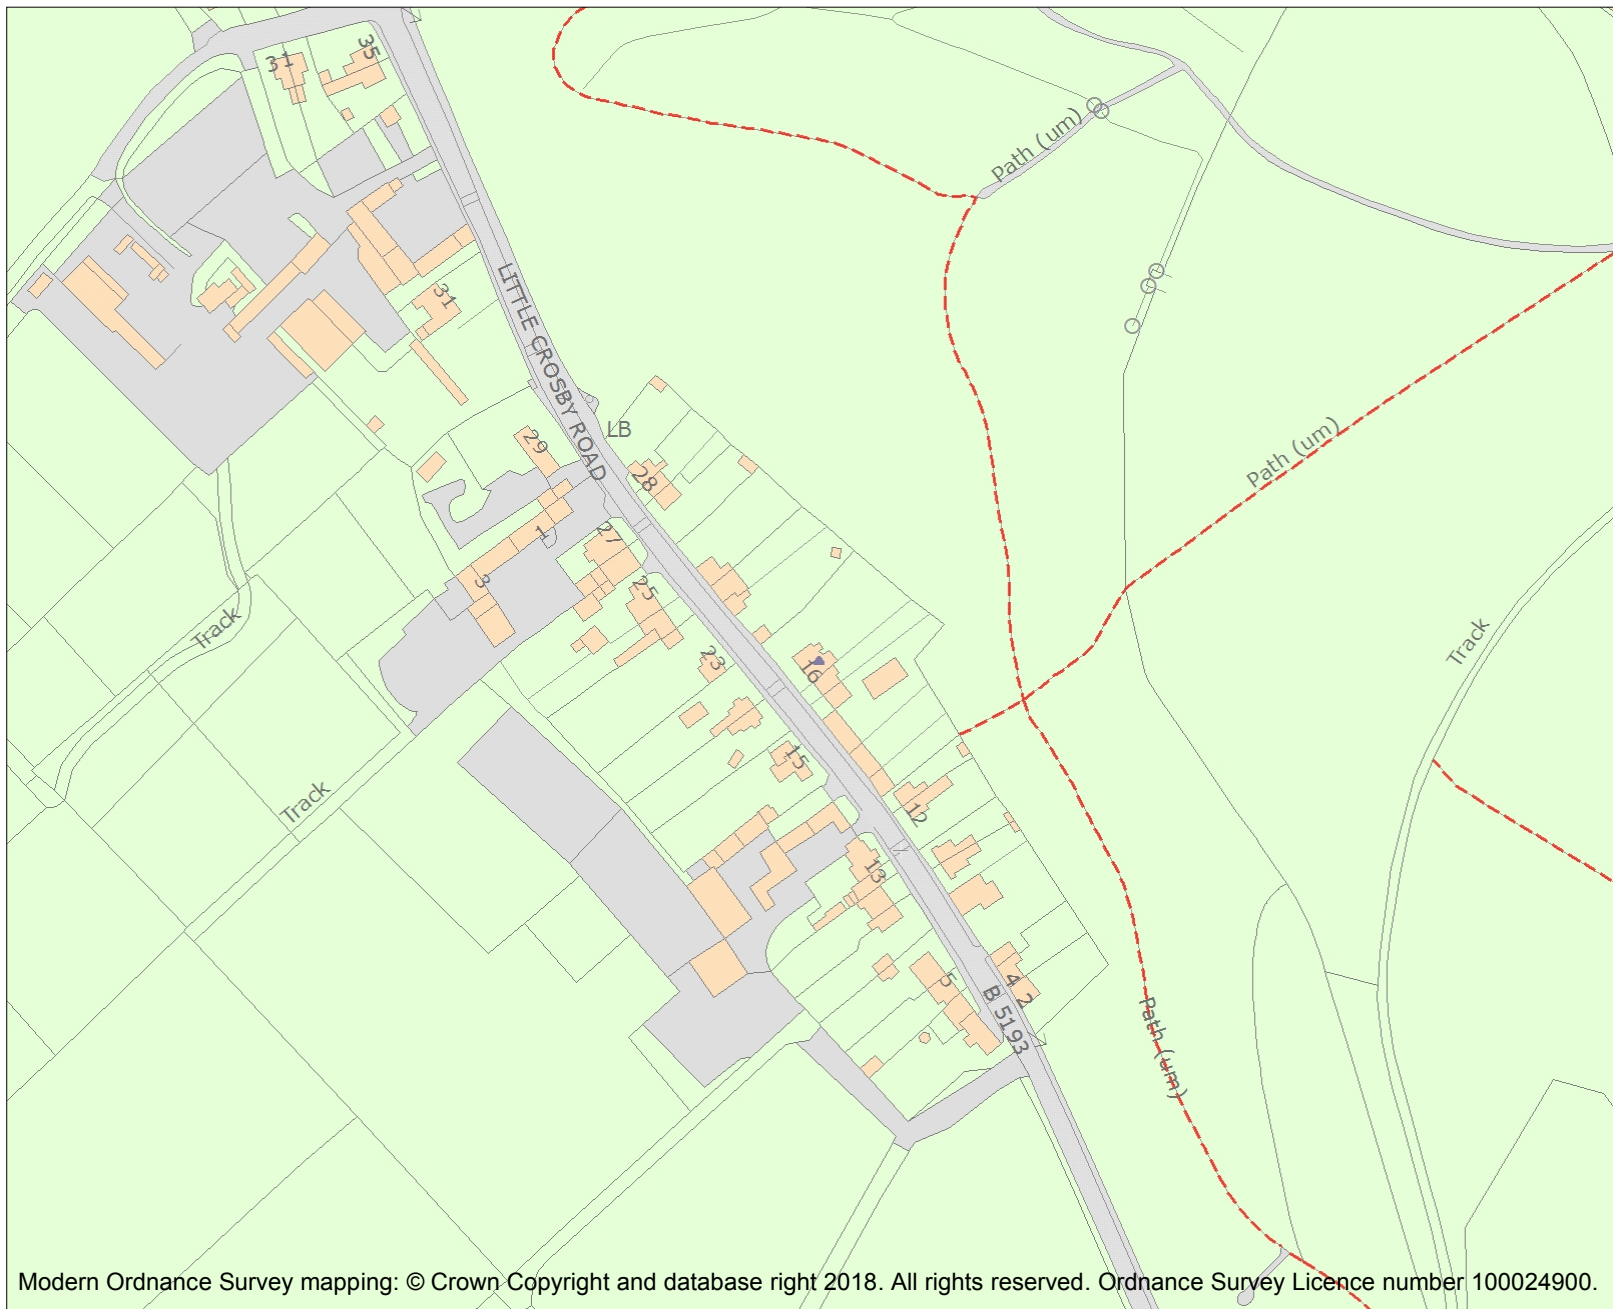 31
35
Path (um)
LITTLE CROSBY ROAD
31
LB
29
28
Path (um)
1
27
3
25
Track
Track
23
16
15
Track
12
13
5
4
2
B 5193
Path (um)
Modern Ordnance Survey mapping: © Crown Copyright and database right 2018. All rights reserved. Ordnance Survey Licence number 100024900.